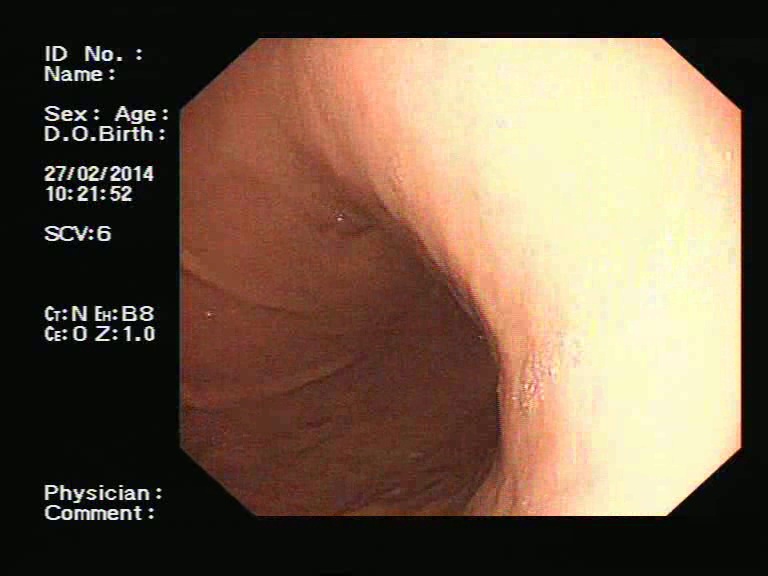 ID No. :
Name :
Sex : Age :
D.O.Birth :
27/02/2014
10:21:52
SCV:6
CT:N EH:B8
CE:0 Z:1.0
Physician :
Comment :